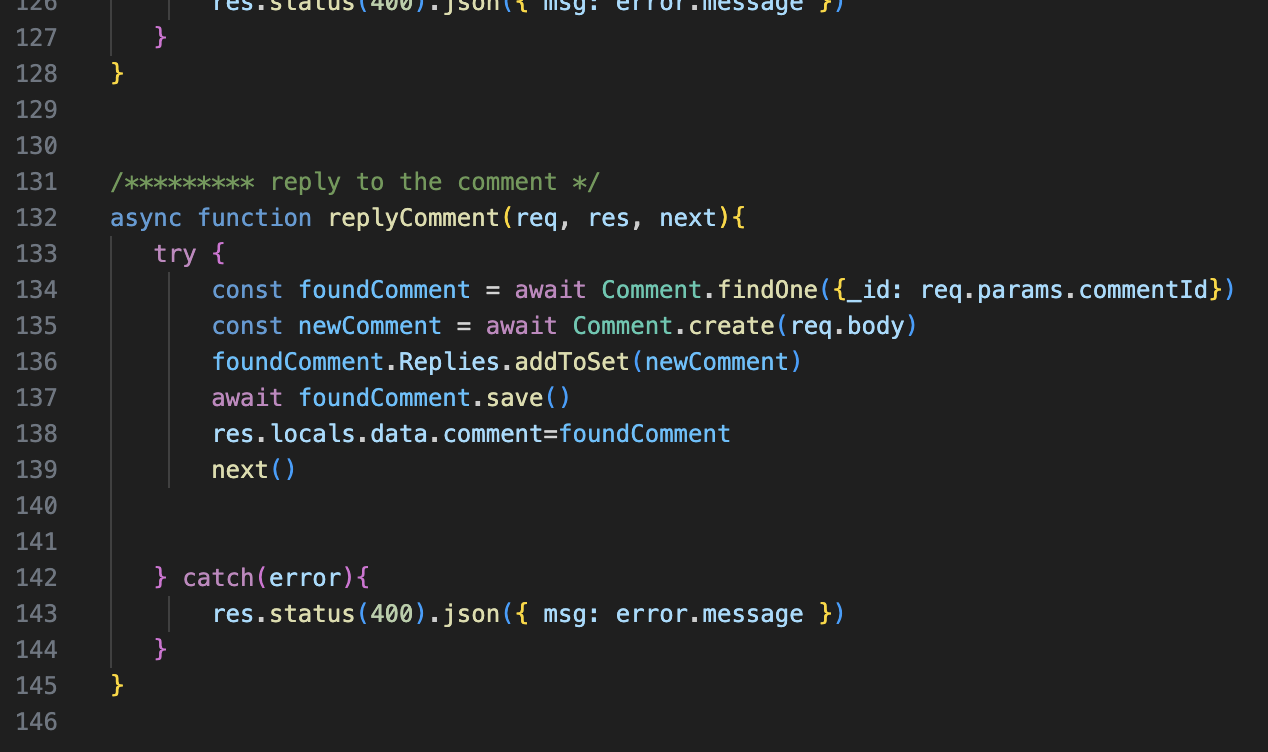 126 res.status(400).json({ msg: error.message })
127 }
128 }
129
130
131 /********* reply to the comment */
132 async function replyComment(req, res, next){
133 try {
134 const foundComment = await Comment.findOne({_id: req.params.commentId})
135 const newComment = await Comment.create(req.body)
136 foundComment.Replies.addToSet(newComment)
137 await foundComment.save()
138 res.locals.data.comment=foundComment
139 next()
140
141
142 } catch(error){
143 res.status(400).json({ msg: error.message })
144 }
145 }
146